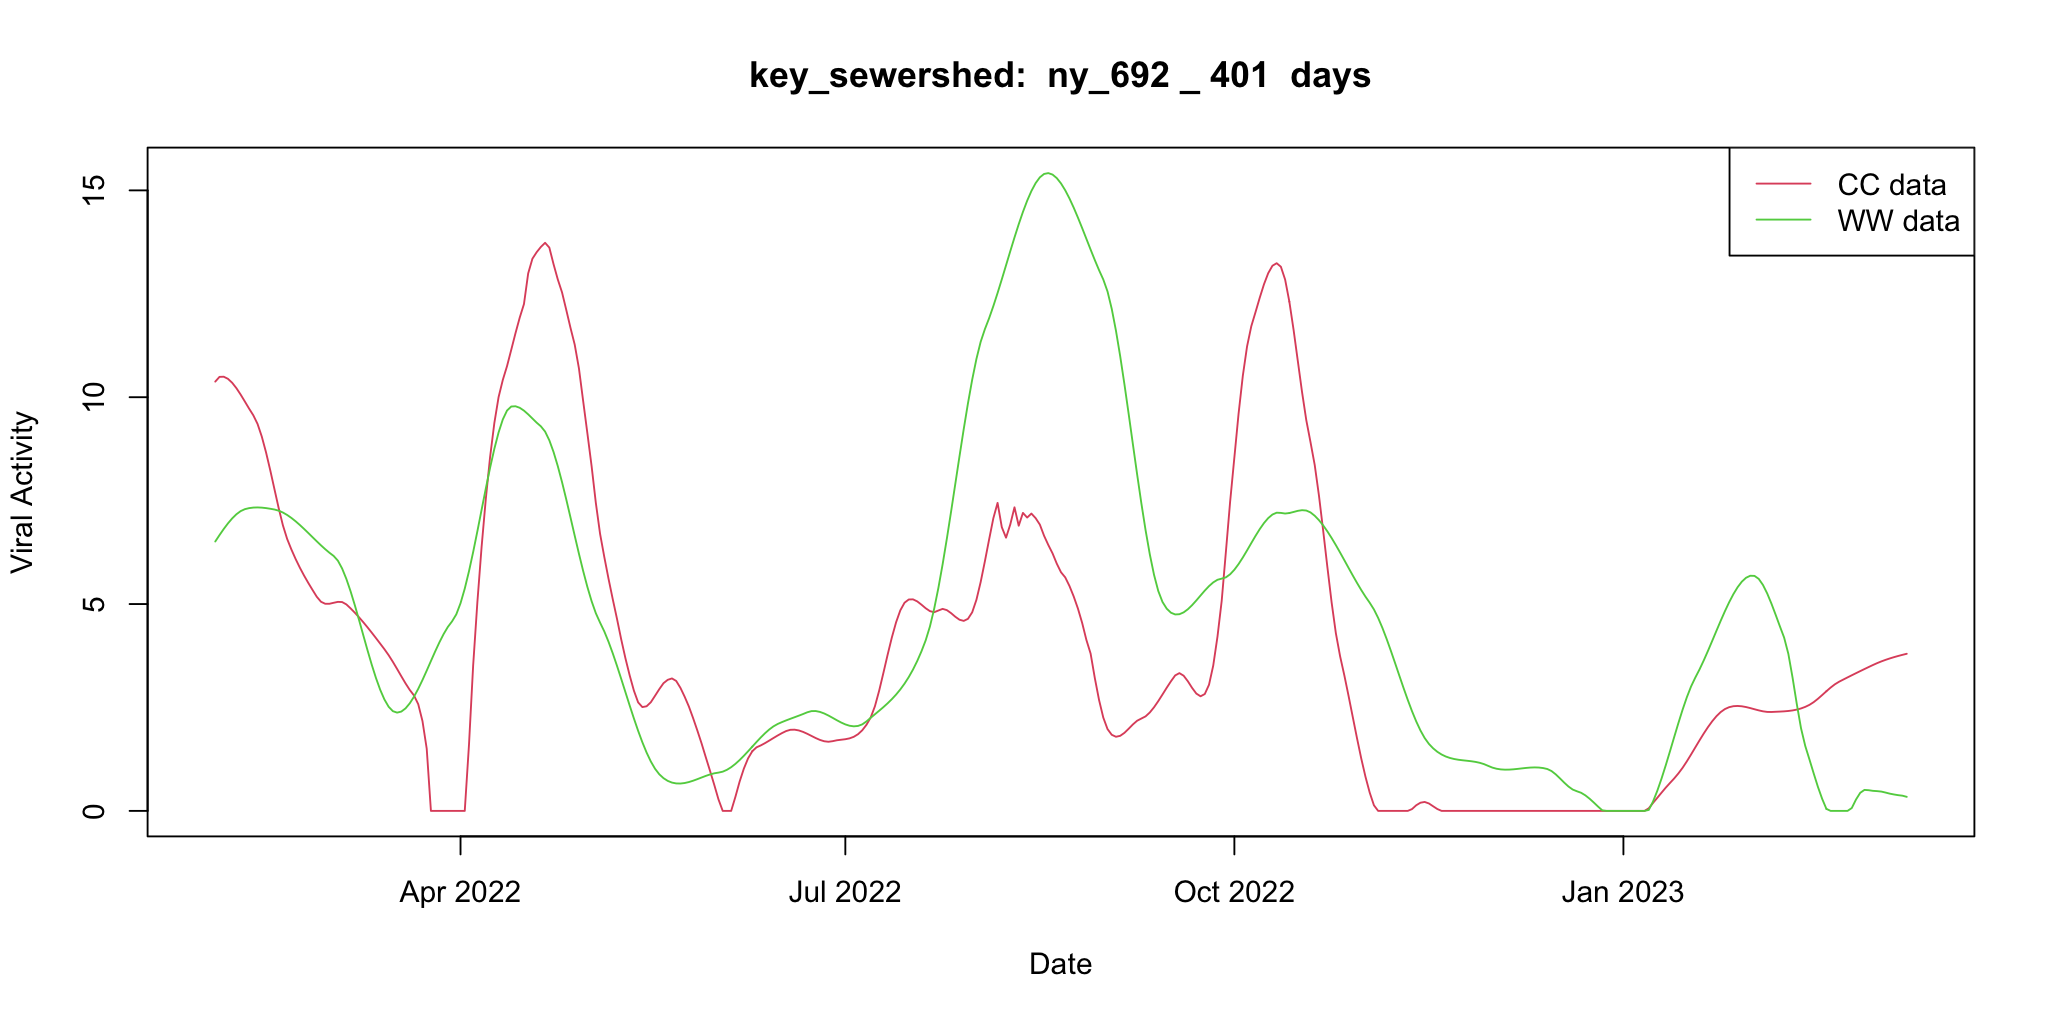 key_sewershed: ny_692 _ 401 days
CC data
WW data
Viral Activity
15
10
5
0
Apr 2022
Jul 2022
Oct 2022
Jan 2023
Date